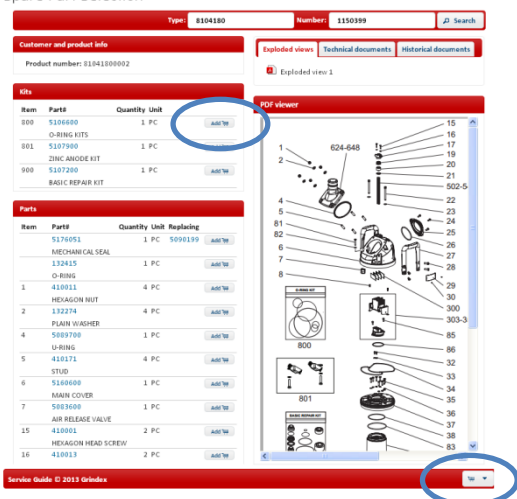 Type: 8104180 Number: 1150399 Search
Customer and product info
Product number: 81041800002
Exploded views Technical documents Historical documents
Exploded view 1
Kits
Item Part# Quantity Unit
800 5106680 1 PC Add
O-RING KITS
801 5107900 1 PC
ZINC ANODE KIT
900 5107200 1 PC Add
BASIC REPAIR KIT
Parts
Item Part# Quantity Unit Replacing
5176051 1 PC 5090199 Add
MECHANICAL SEAL
132415 1 PC Add
O-RING
1 410011 4 PC Add
HEXAGON NUT
2 132274 4 PC Add
PLAIN WASHER
4 5089700 1 PC Add
U-RING
5 410171 4 PC Add
STUD
6 5160600 1 PC Add
MAIN COVER
7 5083600 1 PC Add
AIR RELEASE VALVE
15 410001 2 PC Add
HEXAGON HEAD SCREW
16 410013 2 PC Add
PDF viewer
1
2
624-648
4
5
81
82
6
7
8
O-RING KIT
800
801
BASIC REPAIR KIT
15
16
17
19
20
21
502-5
22
23
24
25
26
27
28
29
30
300
303-3
85
86
32
33
34
35
36
37
38
83
Service Guide © 2013 Grindex